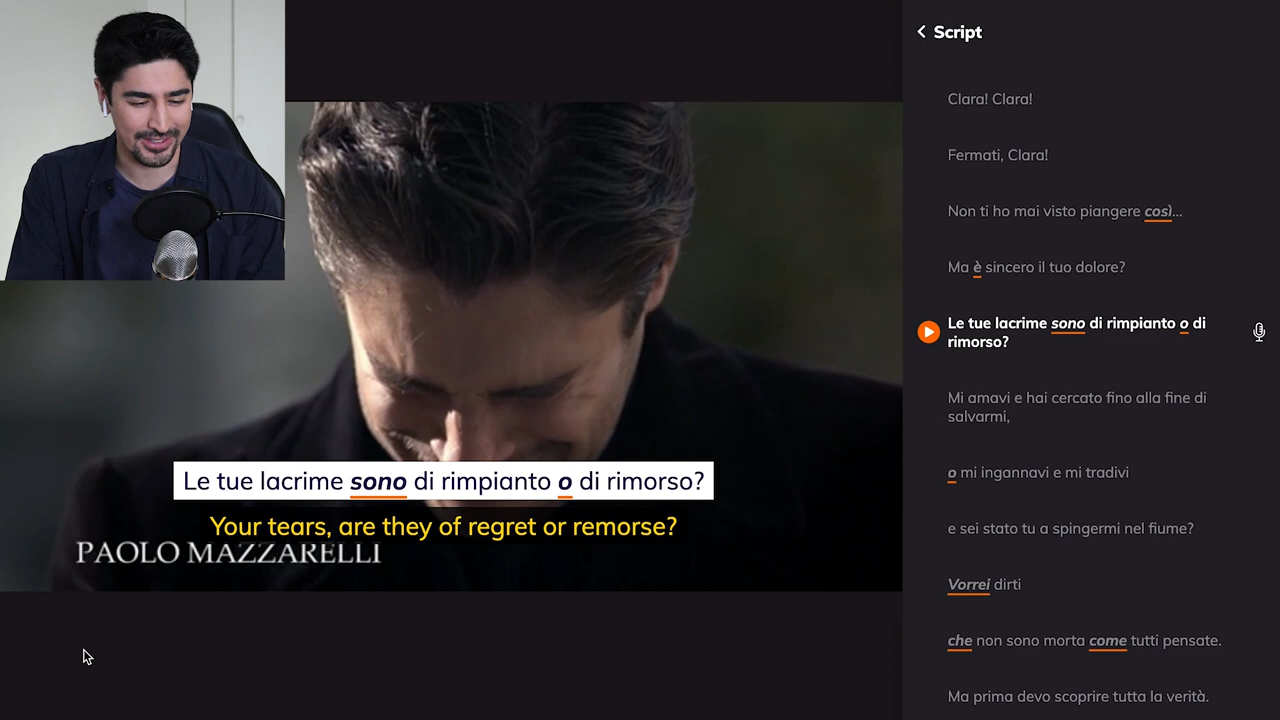 Le tue lacrime sono di rimpianto o di rimorso?
Your tears, are they of regret or remorse?
PAOLO MAZZARELLI
Script
Clara! Clara!
Fermati, Clara!
Non ti ho mai visto piangere così...
Ma è sincero il tuo dolore?
Le tue lacrime sono di rimpianto o di
rimorso?
Mi amavi e hai cercato fino alla fine di
salvarmi,
o mi ingannavi e mi tradivi
e sei stato tu a spingermi nel fiume?
Vorrei dirti
che non sono morta come tutti pensate.
Ma prima devo scoprire tutta la verità.